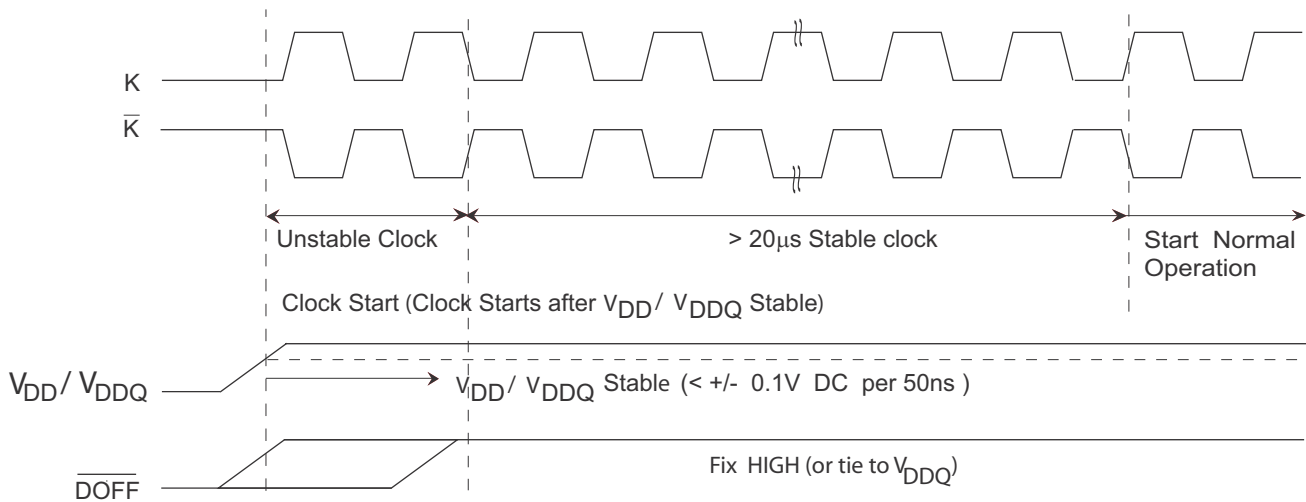 K
K̅
Unstable Clock
> 20μs Stable clock
Start Normal
Operation
Clock Start (Clock Starts after VDD/ VDDQ Stable)
VDD/ VDDQ
VDD/ VDDQ Stable (< +/- 0.1V DC per 50ns )
Fix HIGH (or tie to VDDQ)
D̅O̅F̅F̅